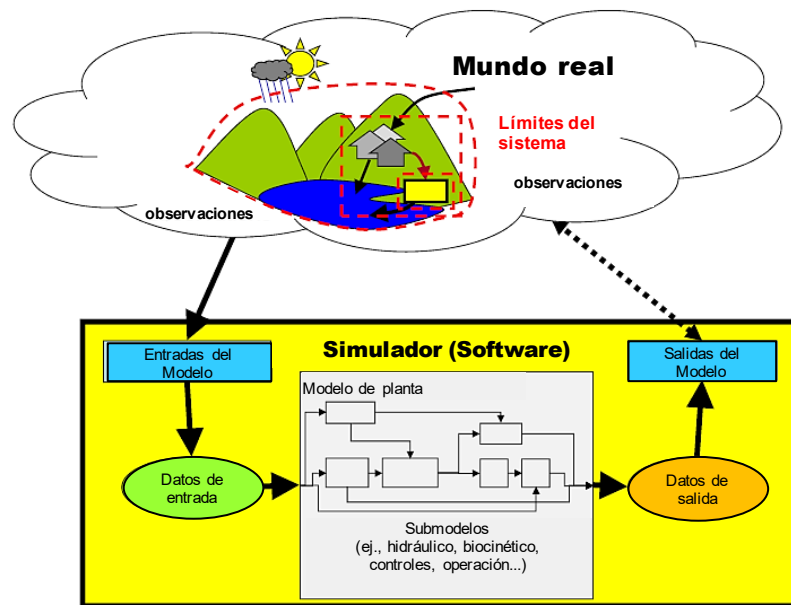 Mundo real
Límites del
sistema
observaciones
observaciones
Entradas del
Modelo
Simulador (Software)
Salidas del
Modelo
Modelo de planta
Datos de
entrada
Datos de
salida
Submodelos
(ej., hidráulico, biocinético,
controles, operación...)